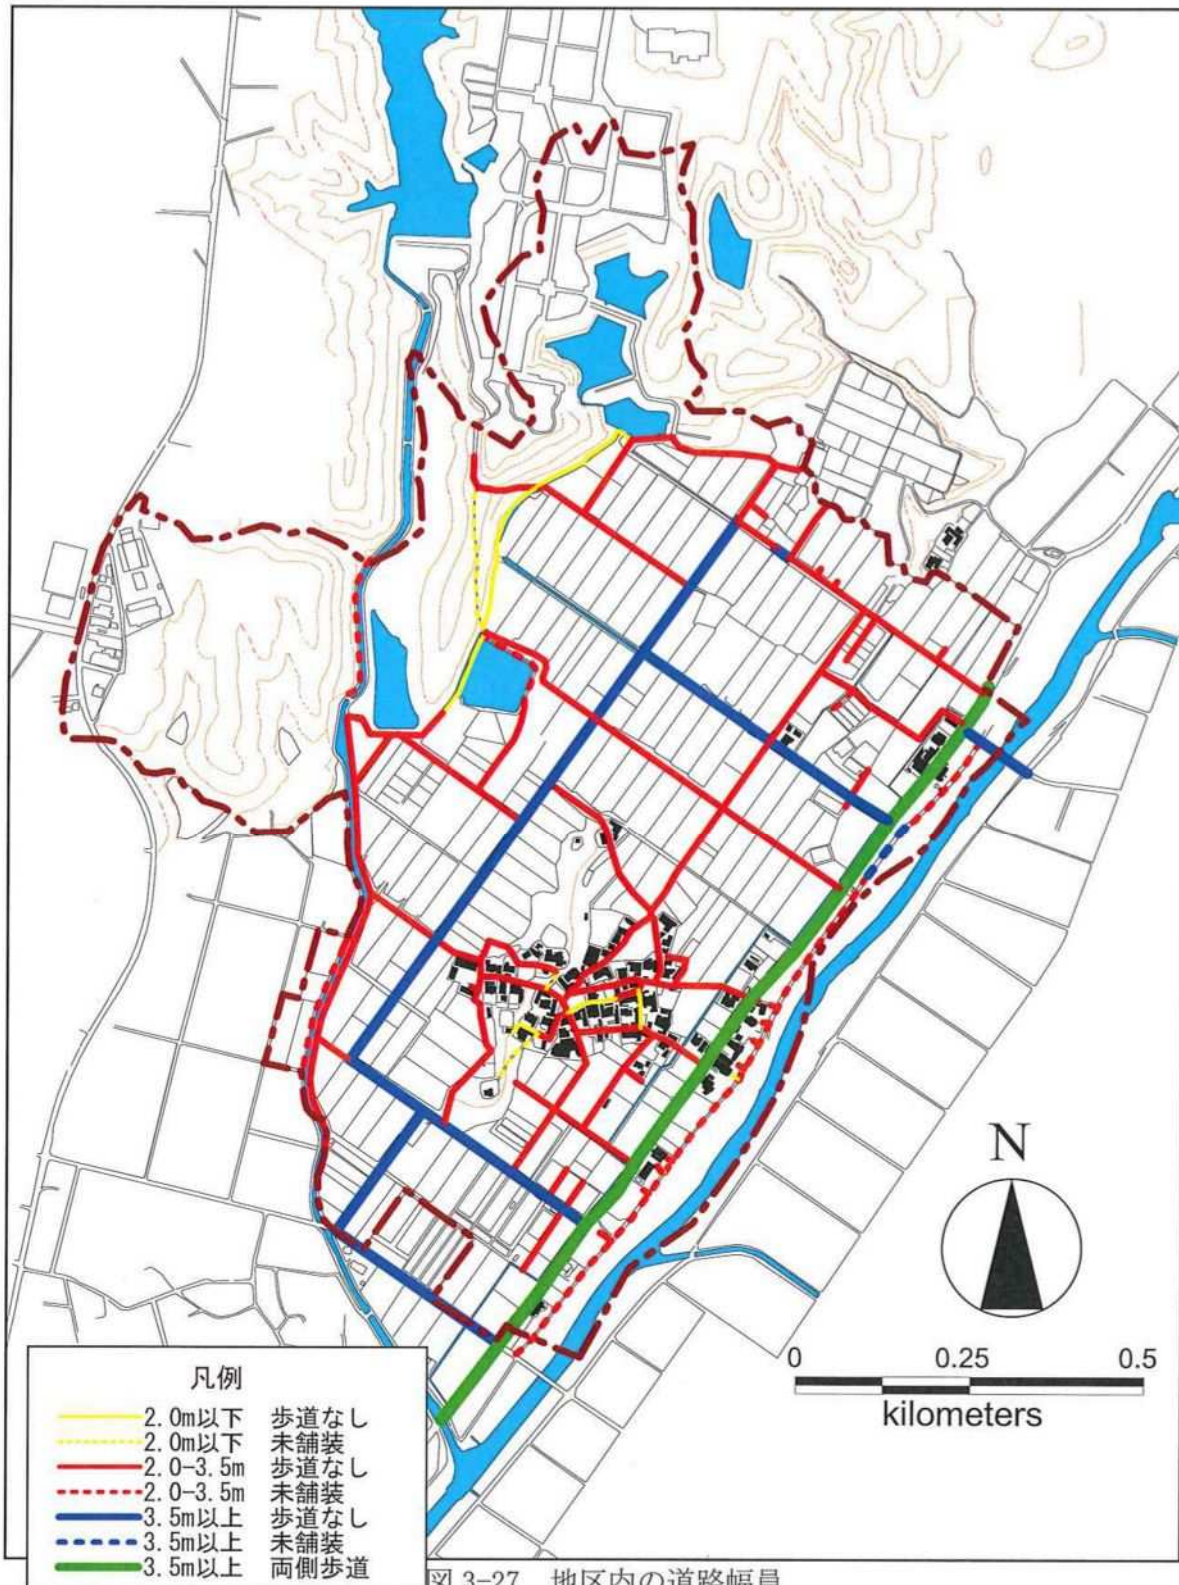 N
0 0.25 0.5
kilometers
凡例
2.0m以下 歩道なし
2.0m以下 未舗装
2.0-3.5m 歩道なし
2.0-3.5m 未舗装
3.5m以上 歩道なし
3.5m以上 未舗装
3.5m以上 両側歩道
図 3-27 地区内の道路幅員